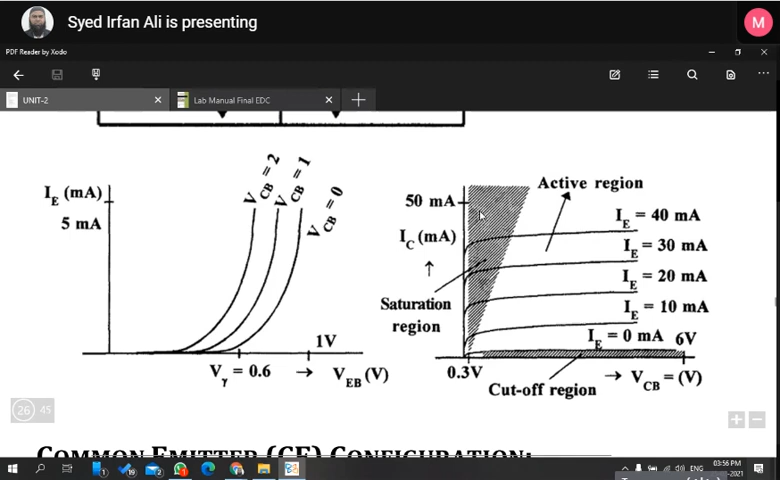 Syed Irfan Ali is presenting
M
PDF Reader by Xodo
UNIT-2
Lab Manual Final EDC
I_E (mA)
5 mA
V_CB = 2
V_CB = 1
V_CB = 0
1V
V_γ = 0.6 → V_EB (V)
50 mA
I_C (mA)
↑
Saturation
region
Active region
I_E = 40 mA
I_E = 30 mA
I_E = 20 mA
I_E = 10 mA
I_E = 0 mA 6V
0.3V
→ V_CB = (V)
Cut-off region
26 45
COMMON EMITTER (CE) CONFIGURATION:
03:56 PM